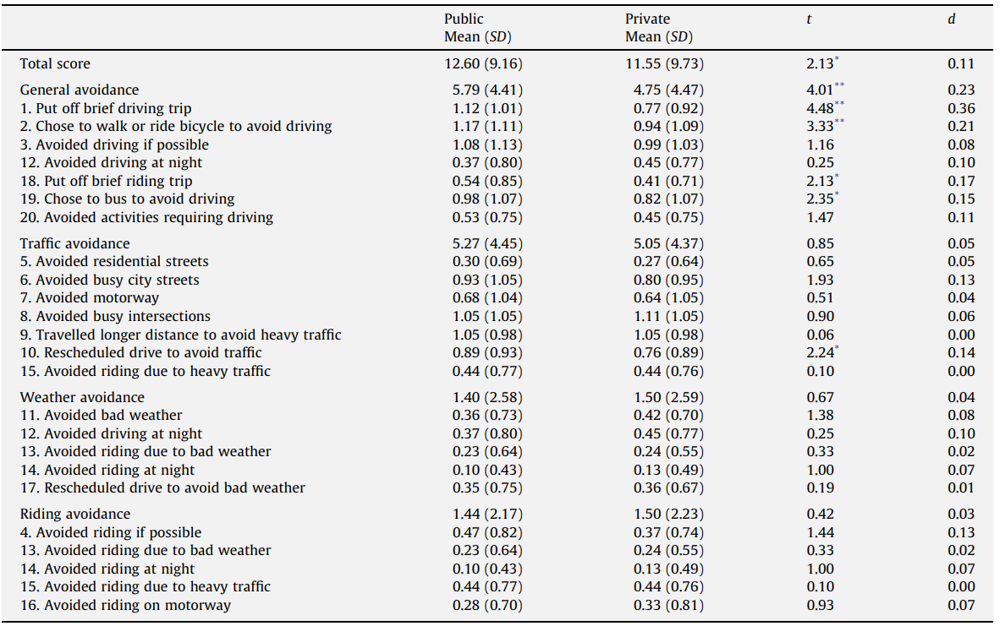 Public Private t d
Mean (SD) Mean (SD)
Total score 12.60 (9.16) 11.55 (9.73) 2.13* 0.11
General avoidance 5.79 (4.41) 4.75 (4.47) 4.01** 0.23
1. Put off brief driving trip 1.12 (1.01) 0.77 (0.92) 4.48** 0.36
2. Chose to walk or ride bicycle to avoid driving 1.17 (1.11) 0.94 (1.09) 3.33** 0.21
3. Avoided driving if possible 1.08 (1.13) 0.99 (1.03) 1.16 0.08
12. Avoided driving at night 0.37 (0.80) 0.45 (0.77) 0.25 0.10
18. Put off brief riding trip 0.54 (0.85) 0.41 (0.71) 2.13* 0.17
19. Chose to bus to avoid driving 0.98 (1.07) 0.82 (1.07) 2.35* 0.15
20. Avoided activities requiring driving 0.53 (0.75) 0.45 (0.75) 1.47 0.11
Traffic avoidance 5.27 (4.45) 5.05 (4.37) 0.85 0.05
5. Avoided residential streets 0.30 (0.69) 0.27 (0.64) 0.65 0.05
6. Avoided busy city streets 0.93 (1.05) 0.80 (0.95) 1.93 0.13
7. Avoided motorway 0.68 (1.04) 0.64 (1.05) 0.51 0.04
8. Avoided busy intersections 1.05 (1.05) 1.11 (1.05) 0.90 0.06
9. Travelled longer distance to avoid heavy traffic 1.05 (0.98) 1.05 (0.98) 0.06 0.00
10. Rescheduled drive to avoid traffic 0.89 (0.93) 0.76 (0.89) 2.24* 0.14
15. Avoided riding due to heavy traffic 0.44 (0.77) 0.44 (0.76) 0.10 0.00
Weather avoidance 1.40 (2.58) 1.50 (2.59) 0.67 0.04
11. Avoided bad weather 0.36 (0.73) 0.42 (0.70) 1.38 0.08
12. Avoided driving at night 0.37 (0.80) 0.45 (0.77) 0.25 0.10
13. Avoided riding due to bad weather 0.23 (0.64) 0.24 (0.55) 0.33 0.02
14. Avoided riding at night 0.10 (0.43) 0.13 (0.49) 1.00 0.07
17. Rescheduled drive to avoid bad weather 0.35 (0.75) 0.36 (0.67) 0.19 0.01
Riding avoidance 1.44 (2.17) 1.50 (2.23) 0.42 0.03
4. Avoided riding if possible 0.47 (0.82) 0.37 (0.74) 1.44 0.13
13. Avoided riding due to bad weather 0.23 (0.64) 0.24 (0.55) 0.33 0.02
14. Avoided riding at night 0.10 (0.43) 0.13 (0.49) 1.00 0.07
15. Avoided riding due to heavy traffic 0.44 (0.77) 0.44 (0.76) 0.10 0.00
16. Avoided riding on motorway 0.28 (0.70) 0.33 (0.81) 0.93 0.07